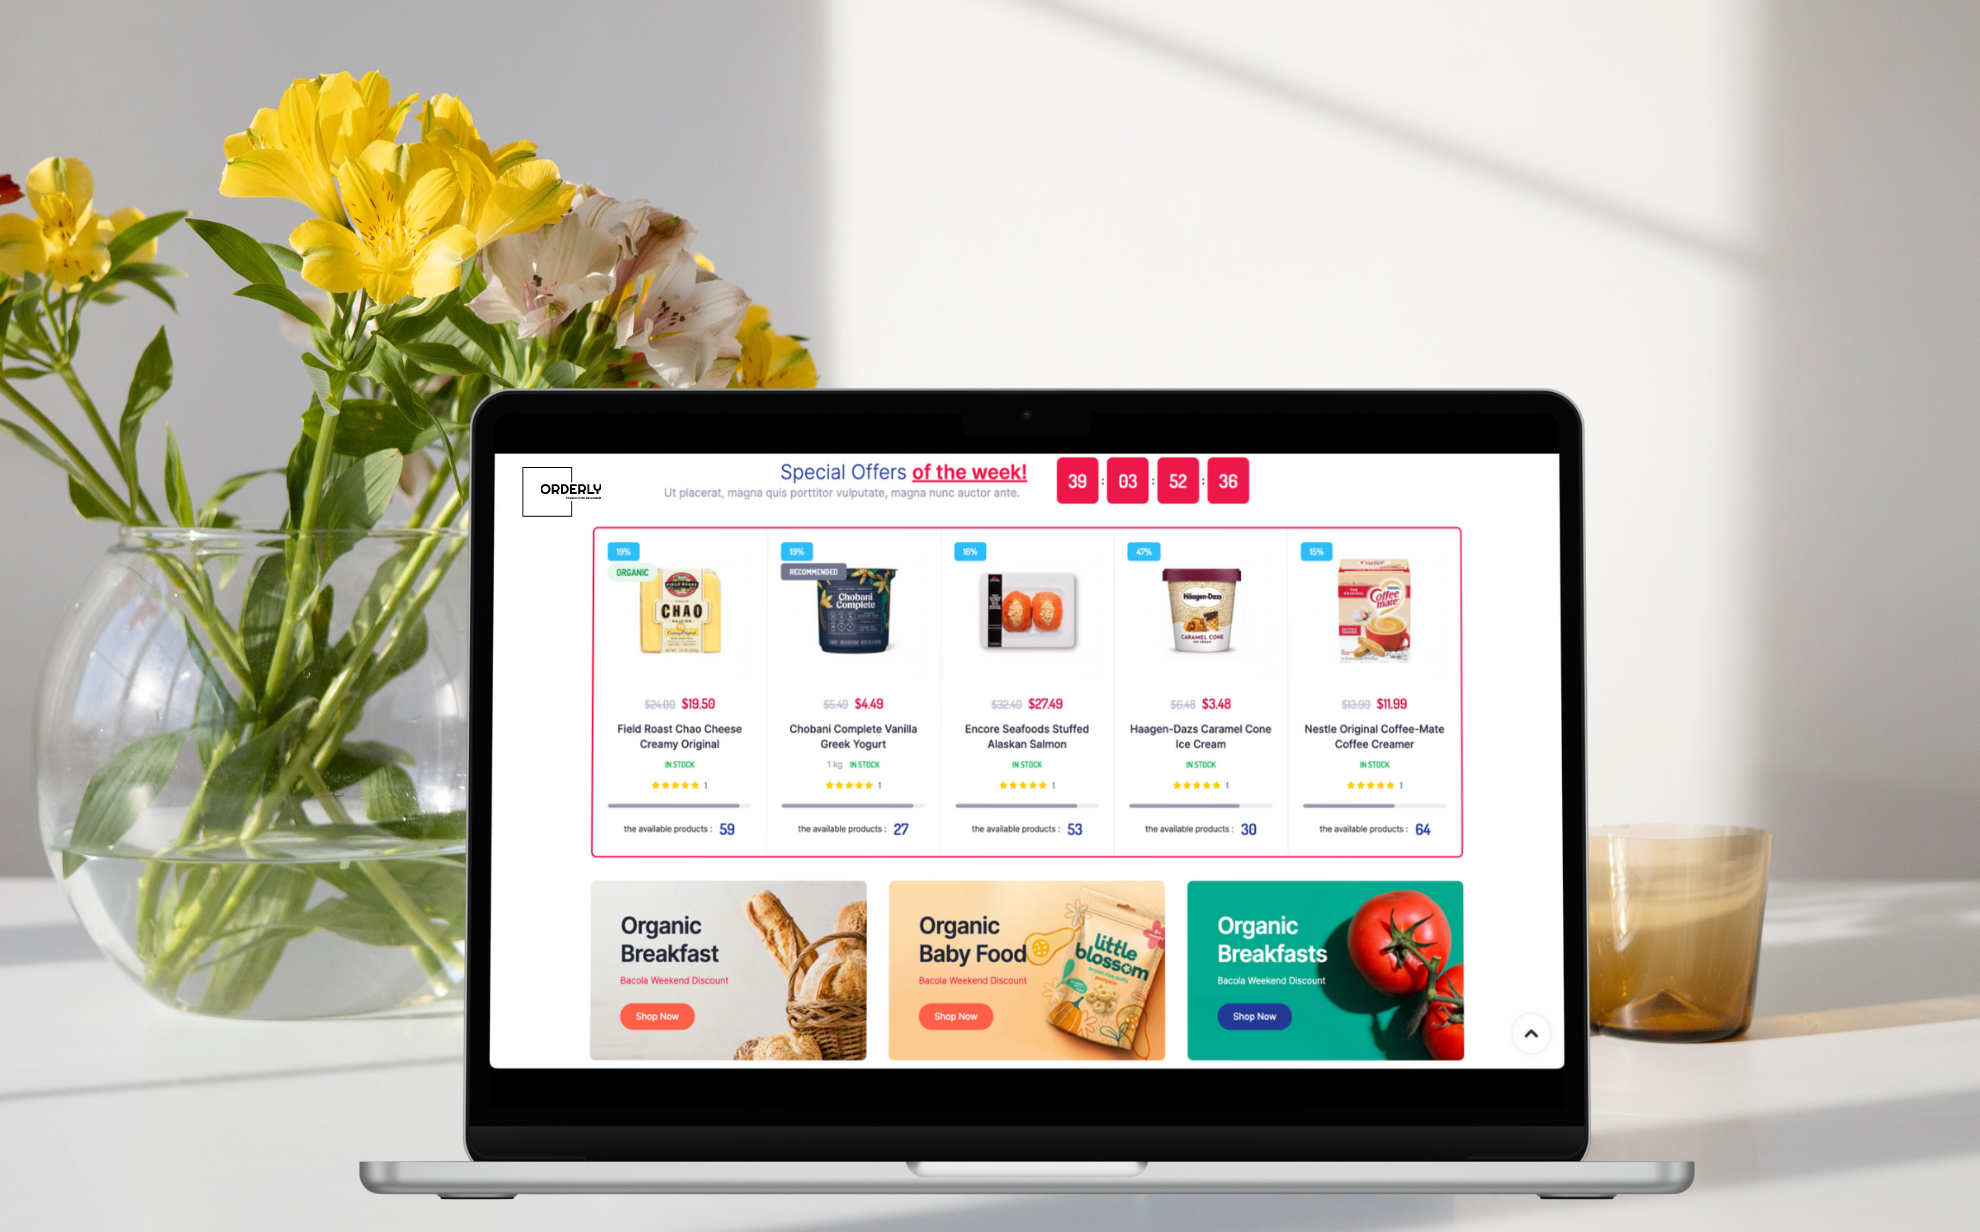 ORDERLY
Special Offers of the week!
Ut placerat, magna quis porttitor vulputate, magna nunc auctor ante.
39 : 03 : 52 : 36
19%
ORGANIC
CHAO
$24.00 $19.50
Field Roast Chao Cheese
Creamy Original
IN STOCK
1
the available products : 59
19%
RECOMMENDED
Chobani
Complete
$5.49 $4.49
Chobani Complete Vanilla
Greek Yogurt
1 kg IN STOCK
1
the available products : 27
16%
$32.49 $27.49
Encore Seafoods Stuffed
Alaskan Salmon
IN STOCK
1
the available products : 53
47%
Häagen-Dazs
CARAMEL CONE
ICE CREAM
$6.48 $3.48
Haagen-Dazs Caramel Cone
Ice Cream
IN STOCK
1
the available products : 30
15%
Coffee
mate
$13.99 $11.99
Nestle Original Coffee-Mate
Coffee Creamer
IN STOCK
1
the available products : 64
Organic
Breakfast
Bacola Weekend Discount
Shop Now
Organic
Baby Food
Bacola Weekend Discount
Shop Now
little
blossom
Organic
Breakfasts
Bacola Weekend Discount
Shop Now